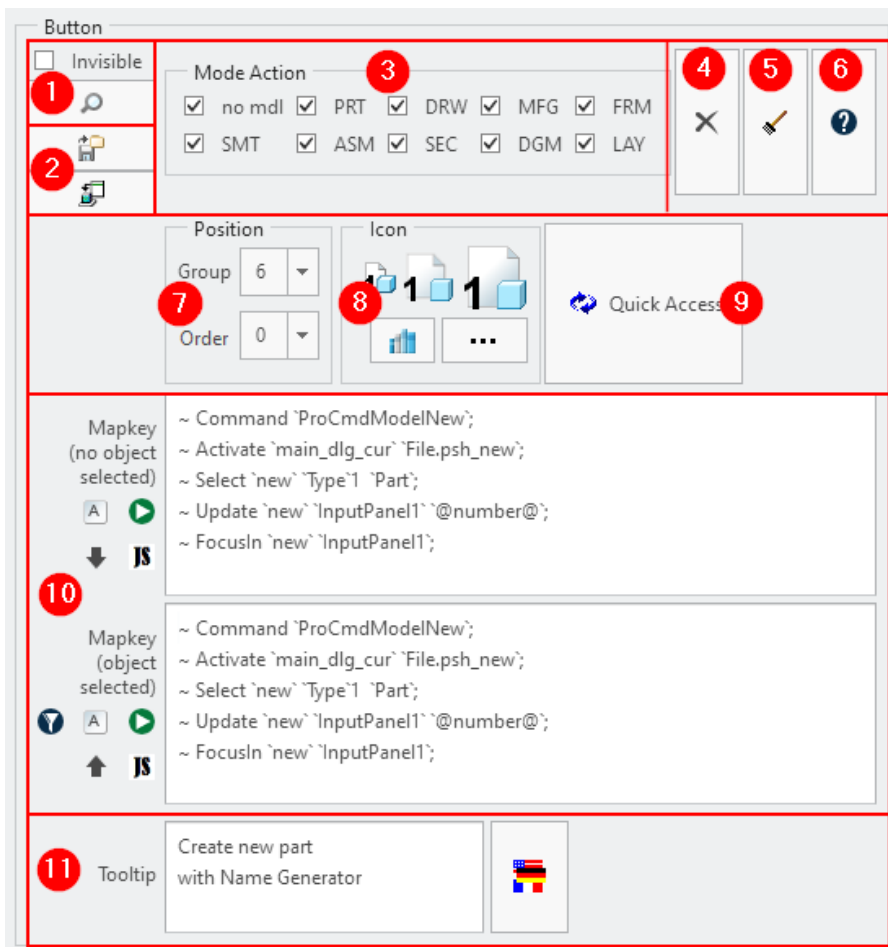 Button
Invisible
1
2
Mode Action
3
no mdl PRT DRW MFG FRM
SMT ASM SEC DGM LAY
4
5
6
?
Position
Group 6
7
Order 0
Icon
1 1 1
8
...
Quick Access
9
Mapkey
(no object
selected)
A
JS
~ Command `ProCmdModelNew`;
~ Activate `main_dlg_cur` `File.psh_new`;
~ Select `new` `Type`1  `Part`;
~ Update `new` `InputPanel1` `@number@`;
~ FocusIn `new` `InputPanel1`;
10
Mapkey
(object
selected)
A
JS
~ Command `ProCmdModelNew`;
~ Activate `main_dlg_cur` `File.psh_new`;
~ Select `new` `Type`1  `Part`;
~ Update `new` `InputPanel1` `@number@`;
~ FocusIn `new` `InputPanel1`;
11
Tooltip
Create new part
with Name Generator